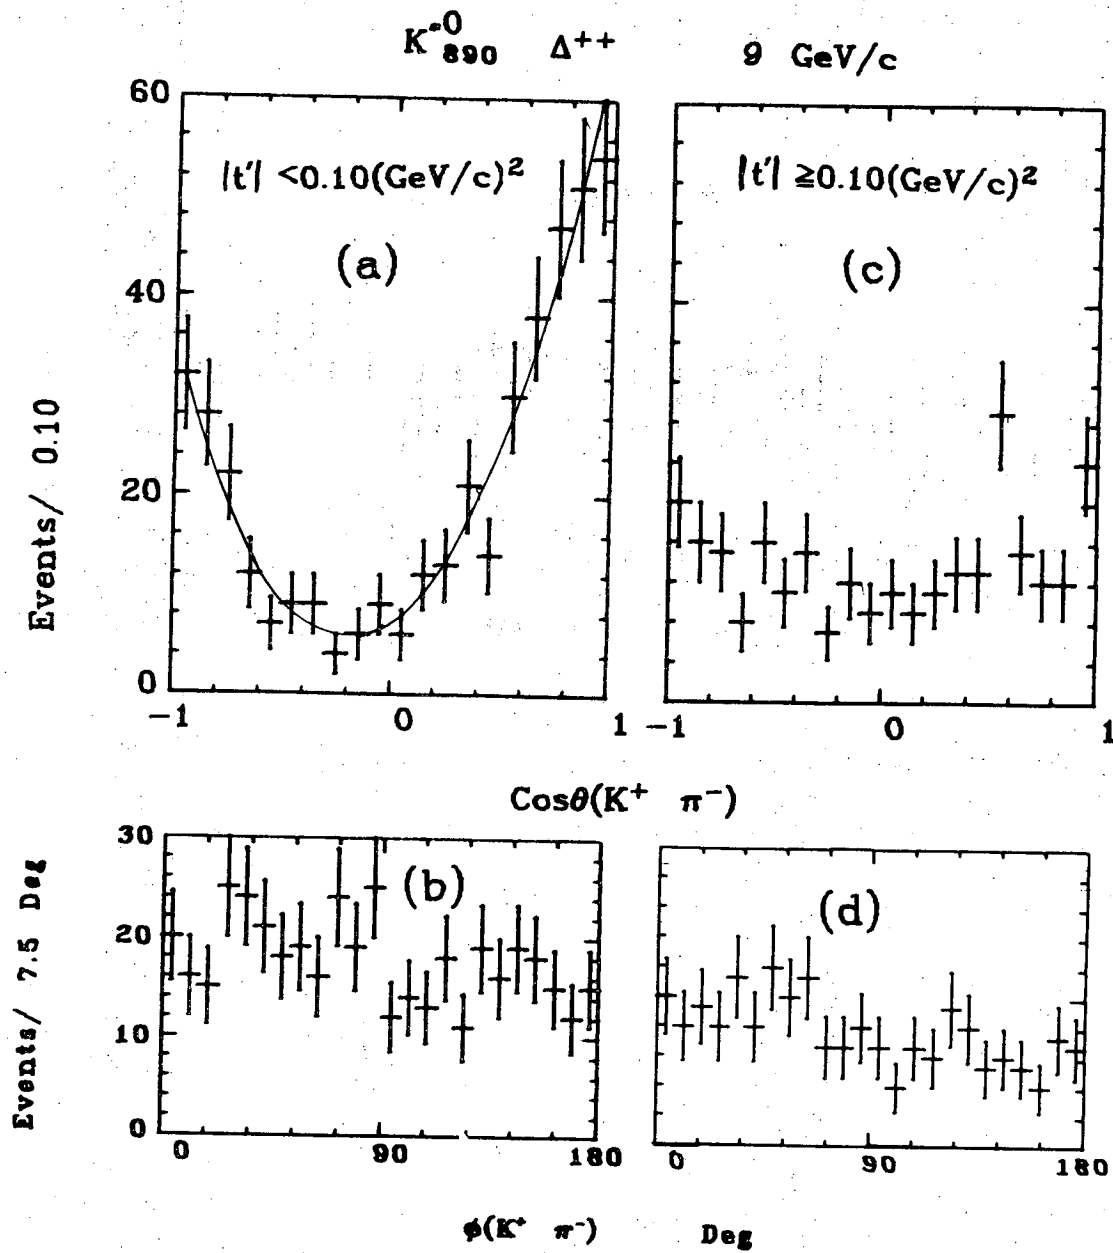 K*0 890 Δ++ 9 GeV/c
60
40
20
0
Events/ 0.10
|t'| <0.10(GeV/c)2
(a)
|t'| ≧0.10(GeV/c)2
(c)
-1 0 1
-1 0 1
Cosθ(K+ π-)
30
20
10
0
Events/ 7.5 Deg
(b)
(d)
0 90 180
0 90 180
ϕ(K+ π-) Deg